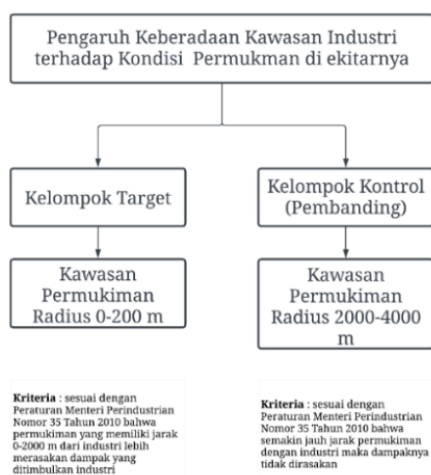 Pengaruh Keberadaan Kawasan Industri
terhadap Kondisi Permukman di ekitarnya
Kelompok Target
Kelompok Kontrol
(Pembanding)
Kawasan
Permukiman
Radius 0-200 m
Kawasan
Permukiman
Radius 2000-4000
m
Kriteria : sesuai dengan
Peraturan Menteri Perindustrian
Nomor 35 Tahun 2010 bahwa
permukiman yang memiliki jarak
0-2000 m dari industri lebih
merasakan dampak yang
ditimbulkan industri
Kriteria : sesuai dengan
Peraturan Menteri Perindustrian
Nomor 35 Tahun 2010 bahwa
semakin jauh jarak permukiman
dengan industri maka dampaknya
tidak dirasakan